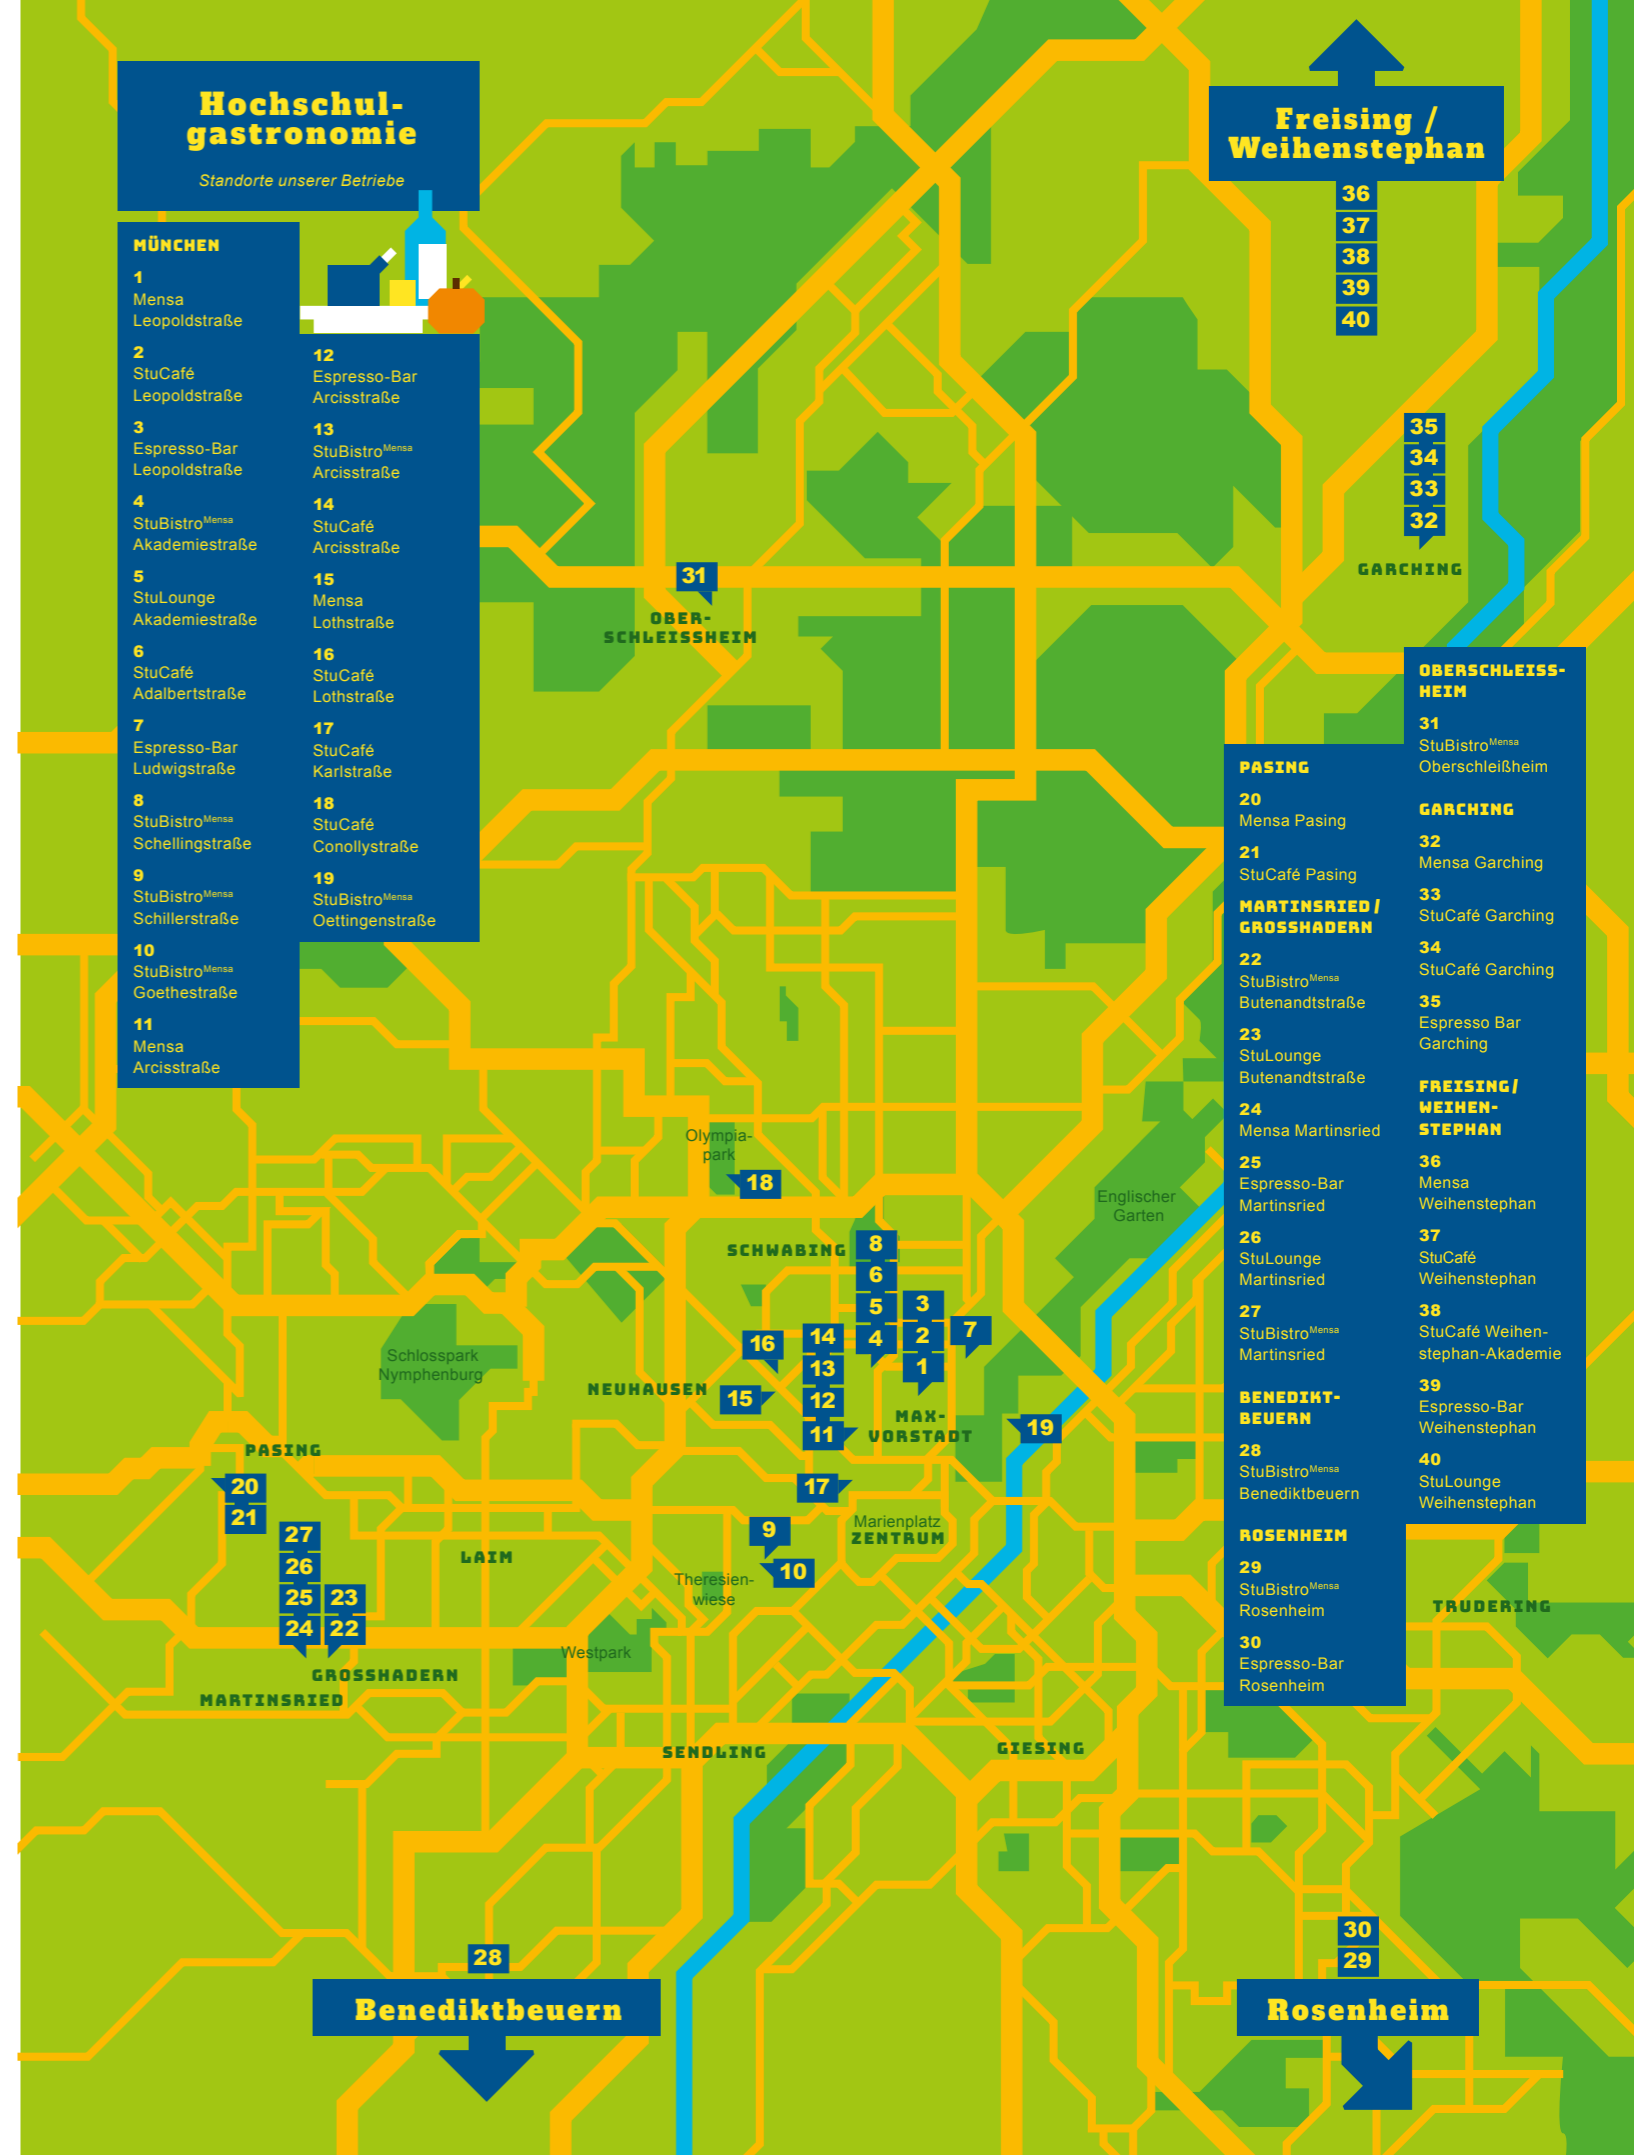 Hochschul-
gastronomie
Standorte unserer Betriebe
MÜNCHEN
1
Mensa
Leopoldstraße
2
StuCafé
Leopoldstraße
3
Espresso-Bar
Leopoldstraße
4
StuBistroMensa
Akademiestraße
5
StuLounge
Akademiestraße
6
StuCafé
Adalbertstraße
7
Espresso-Bar
Ludwigstraße
8
StuBistroMensa
Schellingstraße
9
StuBistroMensa
Schillerstraße
10
StuBistroMensa
Goethestraße
11
Mensa
Arcisstraße
12
Espresso-Bar
Arcisstraße
13
StuBistroMensa
Arcisstraße
14
StuCafé
Arcisstraße
15
Mensa
Lothstraße
16
StuCafé
Lothstraße
17
StuCafé
Karlstraße
18
StuCafé
Conollystraße
19
StuBistroMensa
Oettingenstraße
Freising /
Weihenstephan
36
37
38
39
40
35
34
33
32
GARCHING
31
OBER-
SCHLEISSHEIM
PASING
20
Mensa Pasing
21
StuCafé Pasing
MARTINSRIED/
GROSSHADERN
22
StuBistroMensa
Butenandtstraße
23
StuLounge
Butenandtstraße
24
Mensa Martinsried
25
Espresso-Bar
Martinsried
26
StuLounge
Martinsried
27
StuBistroMensa
Martinsried
BENEDIKT-
BEUERN
28
StuBistroMensa
Benediktbeuern
ROSENHEIM
29
StuBistroMensa
Rosenheim
30
Espresso-Bar
Rosenheim
OBERSCHLEISS-
HEIM
31
StuBistroMensa
Oberschleißheim
GARCHING
32
Mensa Garching
33
StuCafé Garching
34
StuCafé Garching
35
Espresso Bar
Garching
FREISING/
WEIHEN-
STEPHAN
36
Mensa
Weihenstephan
37
StuCafé
Weihenstephan
38
StuCafé Weihen-
stephan-Akademie
39
Espresso-Bar
Weihenstephan
40
StuLounge
Weihenstephan
Olympia-
park
18
Englischer
Garten
SCHWABING
8
6
5
4
3
2
1
7
16
14
13
12
11
15
NEUHAUSEN
MAX-
VORSTADT
19
Schlosspark
Nymphenburg
PASING
20
21
17
Marienplatz
ZENTRUM
9
10
Theresien-
wiese
LAIM
27
26
25
24
23
22
Westpark
GROSSHADERN
MARTINSRIED
TRUDERING
SENDLING
GIESING
28
Benediktbeuern
30
29
Rosenheim